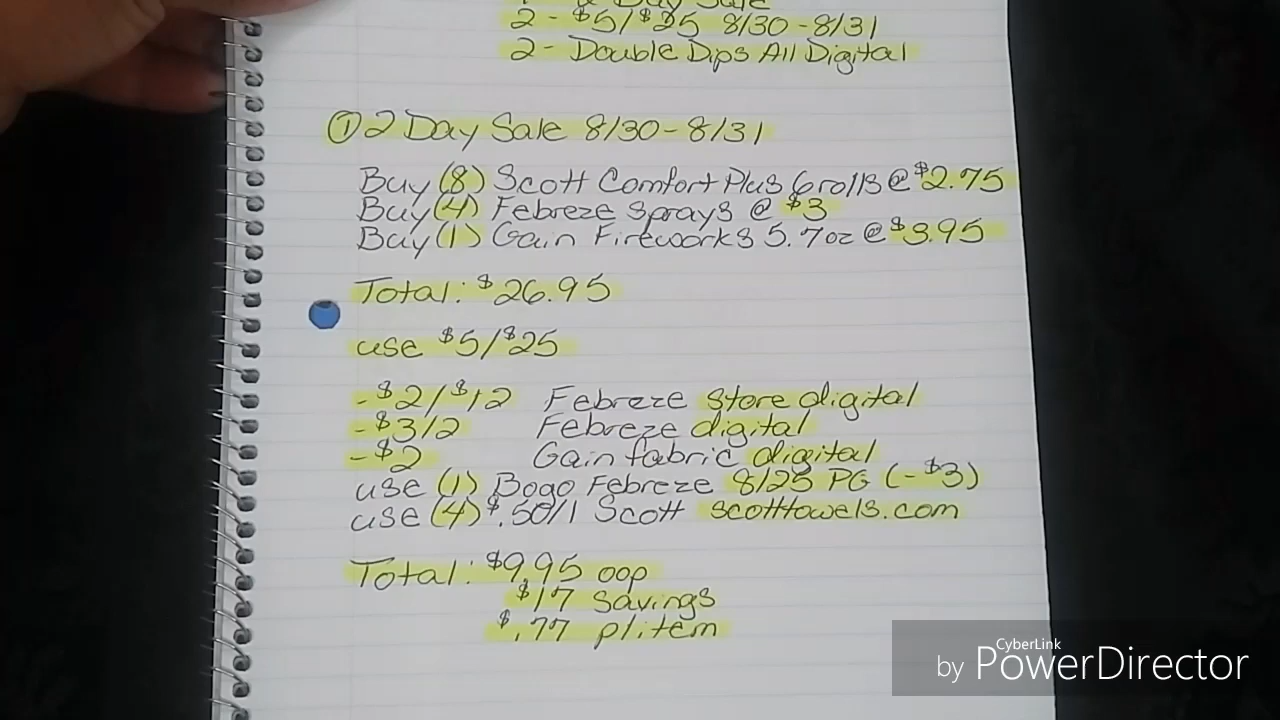 Day Sale
2 - $5/$25 8/30-8/31
2- Double Dips All Digital
① 2 Day Sale 8/30-8/31
Buy (8) Scott Comfort Plus 6rolls @ $2.75
Buy (4) Febreze sprays @ $3
Buy (1) Gain Fireworks 5.7oz @ $3.95
Total: $26.95
use $5/$25
-$2/$12 Febreze store digital
-$3/2 Febreze digital
-$2 Gain fabric digital
use (1) Bogo Febreze 8/25 PG (-$3)
use (4) $.50/1 Scott scotttowels.com
Total: $9.95 oop
$17 savings
$.77 p/item
CyberLink
by PowerDirector